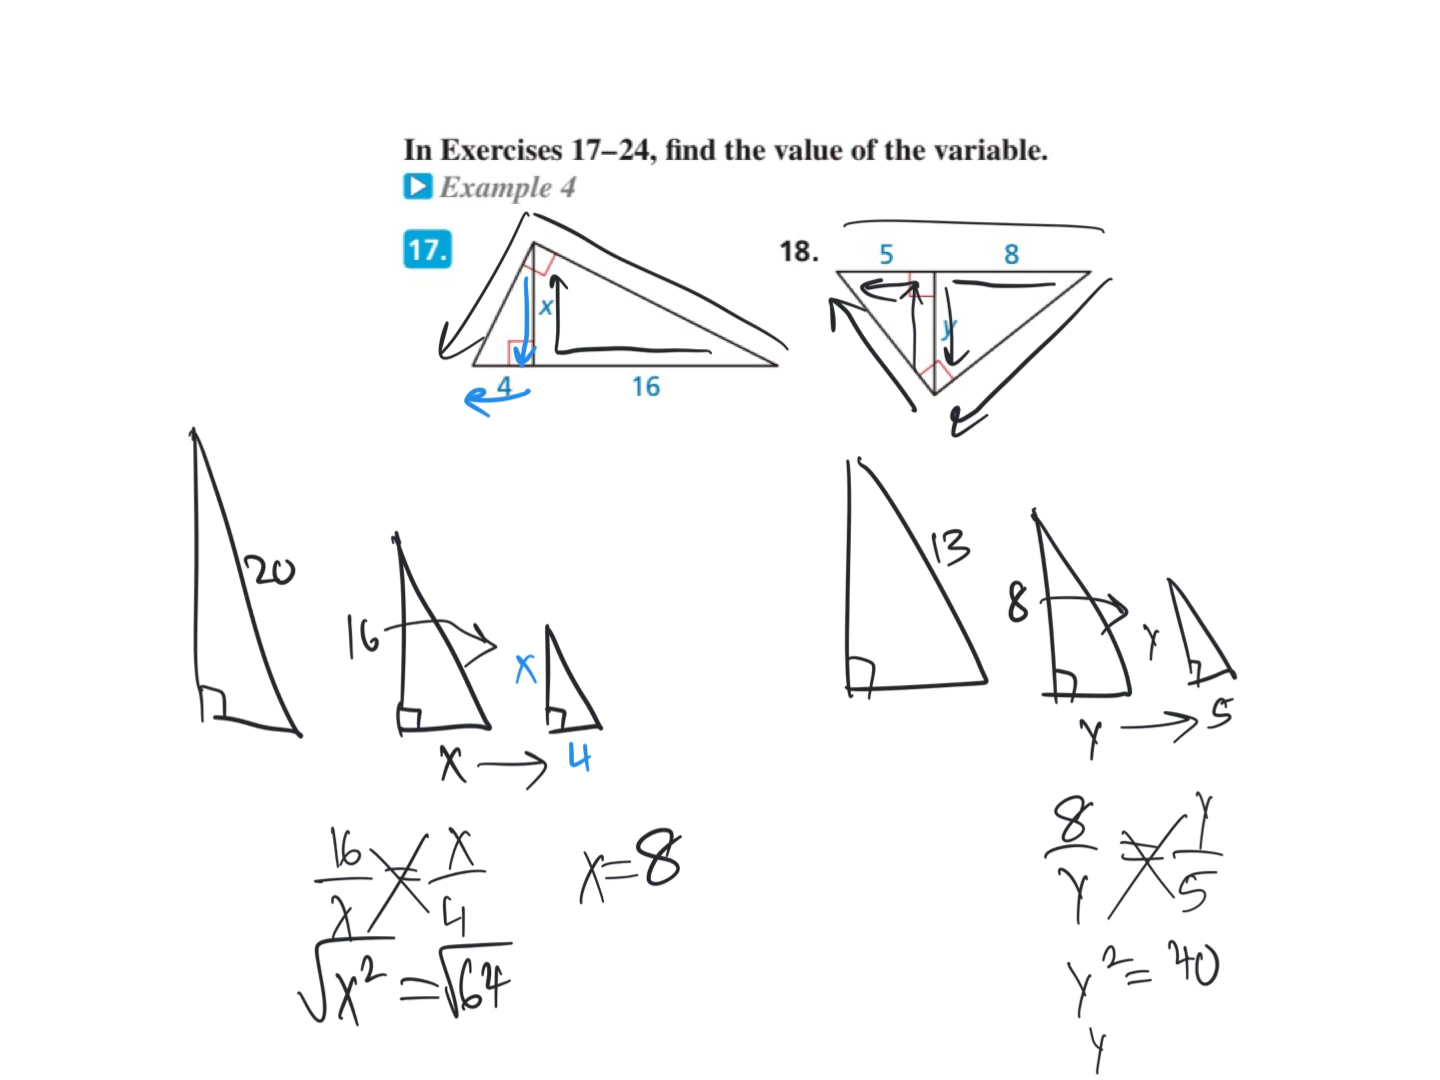 In Exercises 17–24, find the value of the variable.
Example 4
17.
x
4
16
18.
5
8
y
20
16
x
x → 4
13
8
y
y → 5
16/x = x/4
x = 8
√x² = √64
8/y = y/5
y² = 40
y